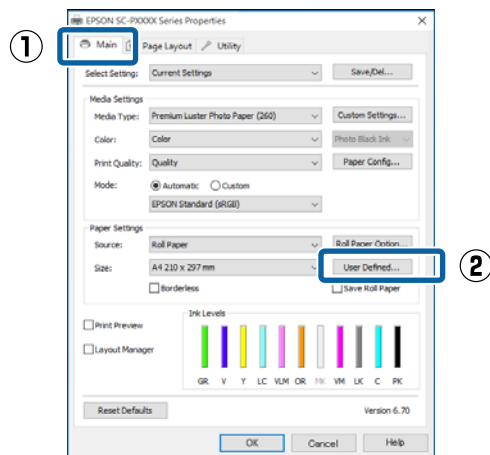 EPSON SC-PXXXX Series Properties
①
Main Page Layout Utility
Select Setting: Current Settings Save/Del...
Media Settings
Media Type: Premium Luster Photo Paper (260) Custom Settings...
Color: Color Photo Black Ink
Print Quality: Quality Paper Config...
Mode: Automatic Custom
EPSON Standard (sRGB)
Paper Settings
Source: Roll Paper Roll Paper Option...
Size: A4 210 x 297 mm User Defined...
②
Borderless Save Roll Paper
Ink Levels
Print Preview
Layout Manager
GR V Y LC VLM OR MK VM LK C PK
Reset Defaults Version 6.70
OK Cancel Help